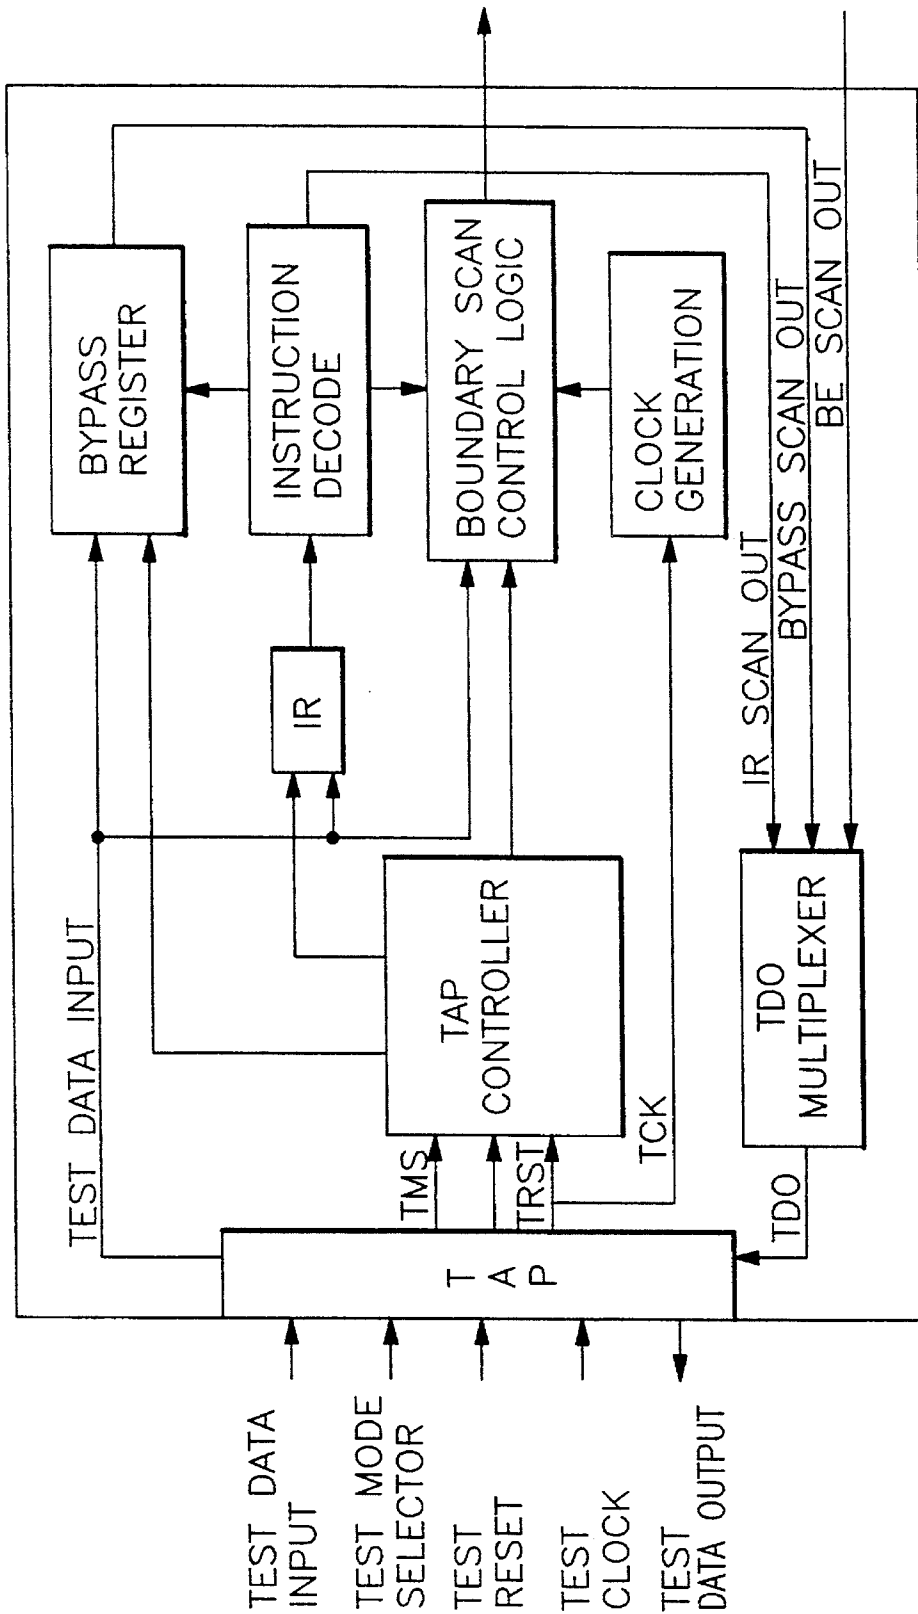 TEST DATA
INPUT
TEST MODE
SELECTOR
TEST
RESET
TEST
CLOCK
TEST
DATA OUTPUT
TAP
TEST DATA INPUT
TMS
TRST
TCK
TDO
TAP
CONTROLLER
TDO
MULTIPLEXER
IR
BYPASS
REGISTER
INSTRUCTION
DECODE
BOUNDARY SCAN
CONTROL LOGIC
CLOCK
GENERATION
IR SCAN OUT
BYPASS SCAN OUT
BE SCAN OUT